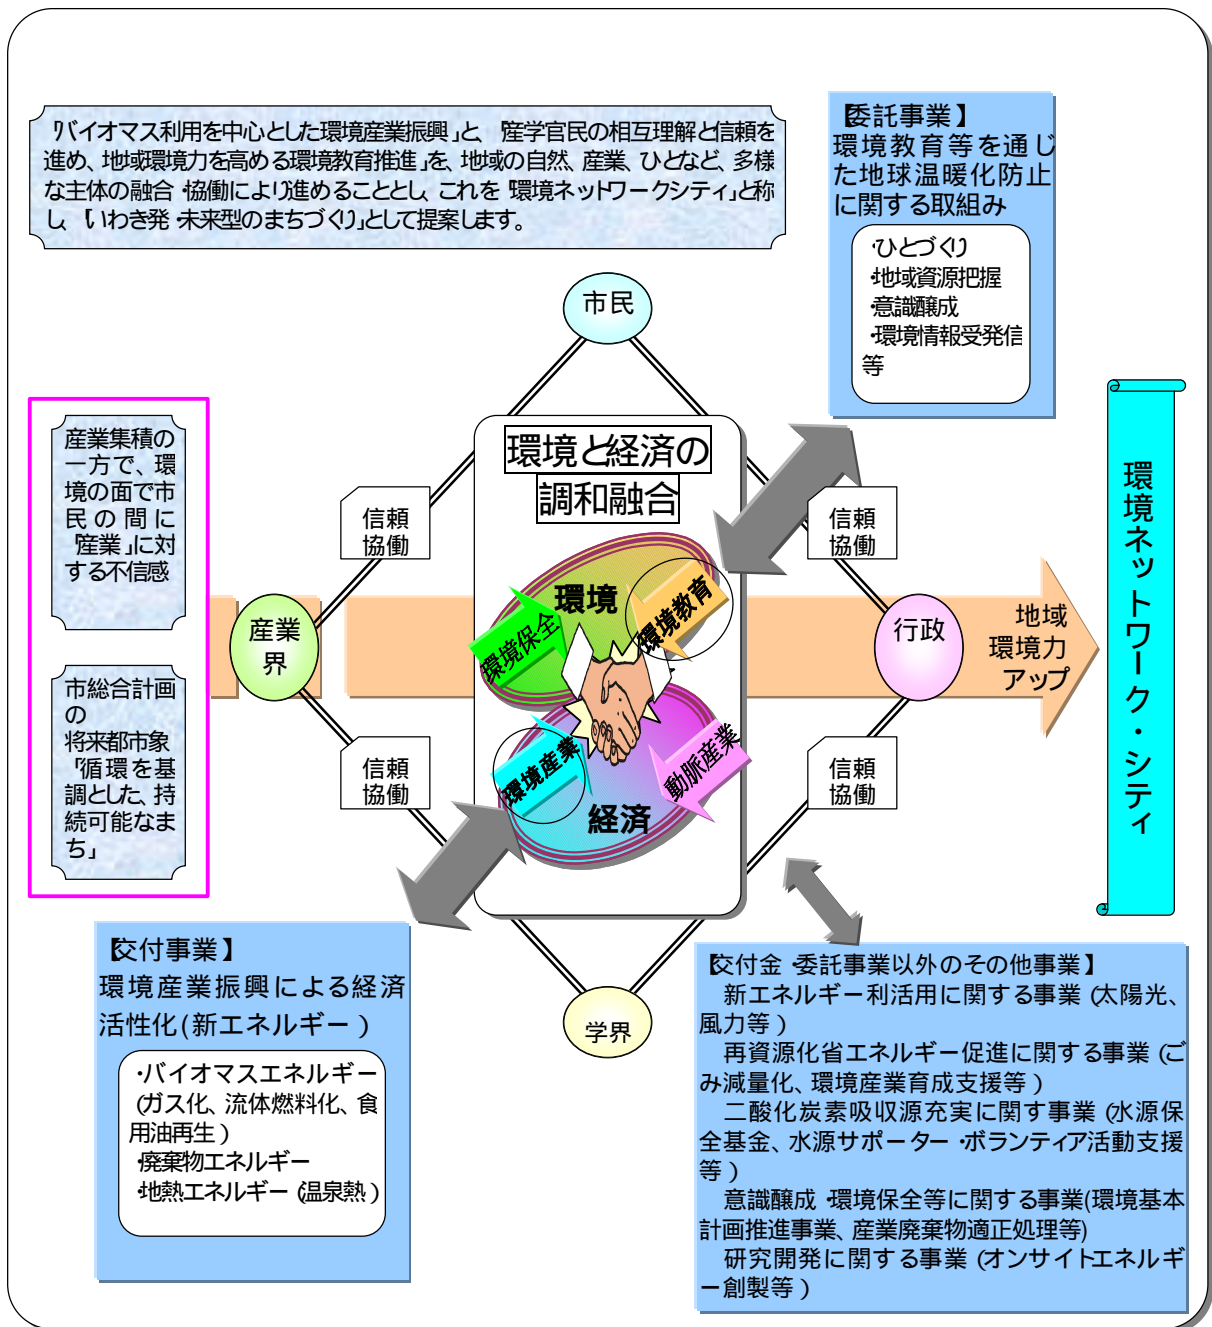 「バイオマス利用を中心とした環境産業振興」と、「産学官民の相互理解と信頼を
進め、地域環境力を高める環境教育推進」を、地域の自然、産業、ひとなど、多様
な主体の融合・協働により進めることとし、これを「環境ネットワークシティ」と称
し、「いわき発・未来型のまちづくり」として提案します。
【委託事業】
環境教育等を通じ
た地球温暖化防止
に関する取組み
・ひとづくり
・地域資源把握
・意識醸成
・環境情報受発信
等
市民
産業集積の
一方で、環
境の面で市
民の間に
「産業」に対
する不信感
市総合計画
の
将来都市象
「循環を基
調とした、持
続可能なま
ち」
環境と経済の
調和融合
信頼
協働
信頼
協働
環境
環境保全
環境教育
産業
界
行政
地域
環境力
アップ
環境ネットワーク・シティ
環境産業
動脈産業
経済
信頼
協働
信頼
協働
学界
【交付事業】
環境産業振興による経済
活性化(新エネルギー)
・バイオマスエネルギー
(ガス化、流体燃料化、食
用油再生)
・廃棄物エネルギー
・地熱エネルギー(温泉熱)
【交付金・委託事業以外のその他事業】
新エネルギー利活用に関する事業(太陽光、
風力等)
再資源化省エネルギー促進に関する事業(ご
み減量化、環境産業育成支援等)
二酸化炭素吸収源充実に関す事業(水源保
全基金、水源サポーター・ボランティア活動支援
等)
意識醸成・環境保全等に関する事業(環境基本
計画推進事業、産業廃棄物適正処理等)
研究開発に関する事業(オンサイトエネルギ
ー創製等)